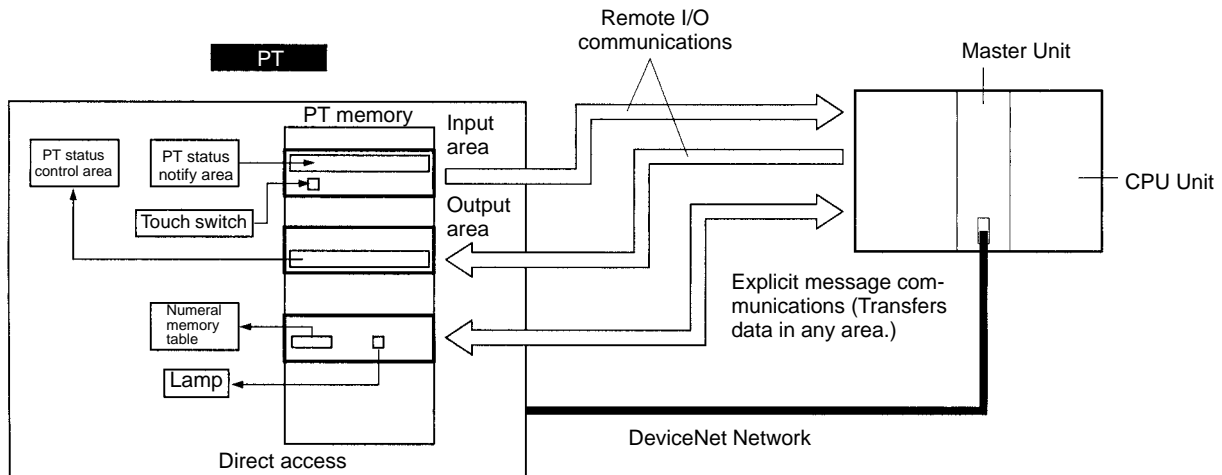 Remote I/O
communications
PT
Master Unit
PT memory
Input
area
PT status
control area
PT status
notify area
CPU Unit
Touch switch
Output
area
Explicit message com-
munications (Transfers
data in any area.)
Numeral
memory
table
Lamp
DeviceNet Network
Direct access